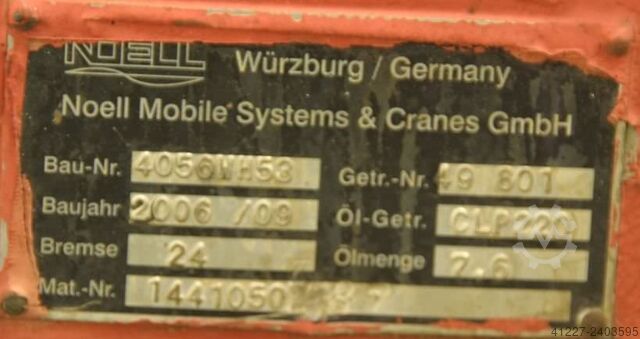 NOELL Würzburg / Germany
Noell Mobile Systems & Cranes GmbH
Bau-Nr. 4056WH53 Getr.-Nr. 49 801
Baujahr 2006 /09 Öl-Getr. CLP220
Bremse 24 Ölmenge 7.6
Mat.-Nr.
41227-2403595